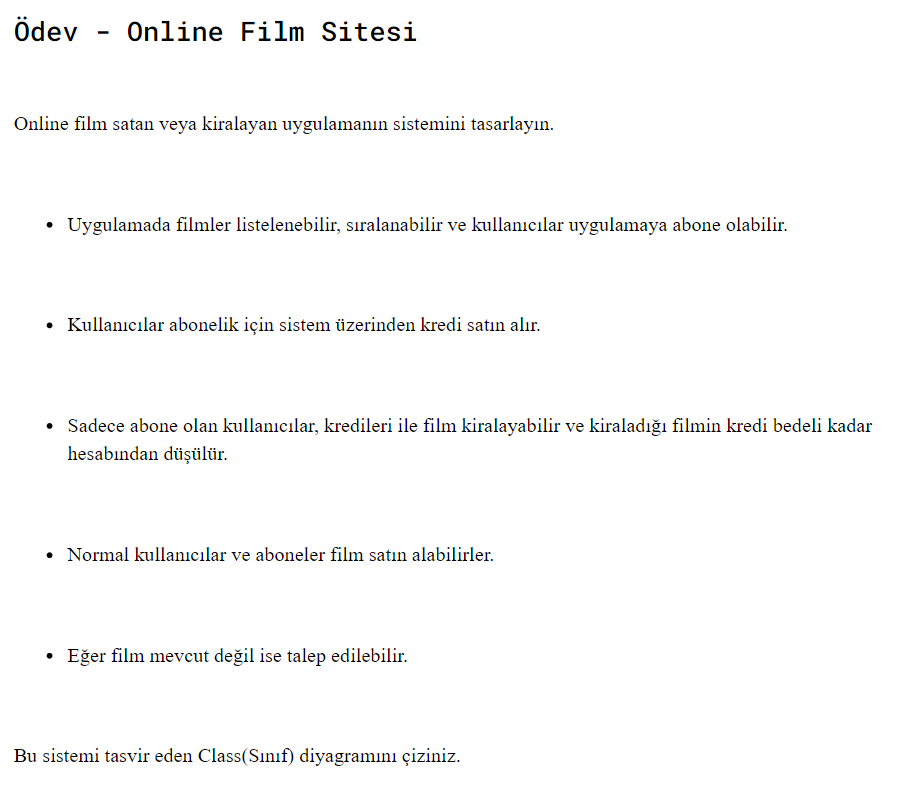 Ödev - Online Film Sitesi
Online film satan veya kiralayan uygulamanın sistemini tasarlayın.
• Uygulamada filmler listelenebilir, sıralanabilir ve kullanıcılar uygulamaya abone olabilir.
• Kullanıcılar abonelik için sistem üzerinden kredi satın alır.
• Sadece abone olan kullanıcılar, kredileri ile film kiralayabilir ve kiraladığı filmin kredi bedeli kadar
hesabından düşülür.
• Normal kullanıcılar ve aboneler film satın alabilirler.
• Eğer film mevcut değil ise talep edilebilir.
Bu sistemi tasvir eden Class(Sınıf) diyagramını çiziniz.